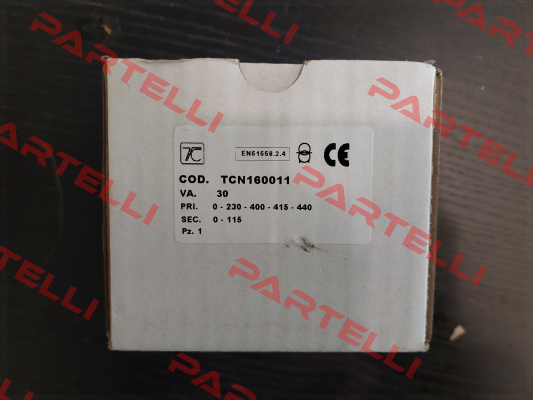 TC
EN61558.2.4
CE
COD. TCN160011
VA. 30
PRI. 0 - 230 - 400 - 415 - 440
SEC. 0 - 115
Pz. 1
PARTELLI
PARTELLI
PARTELLI
PARTELLI
PARTELLI
PARTELLI